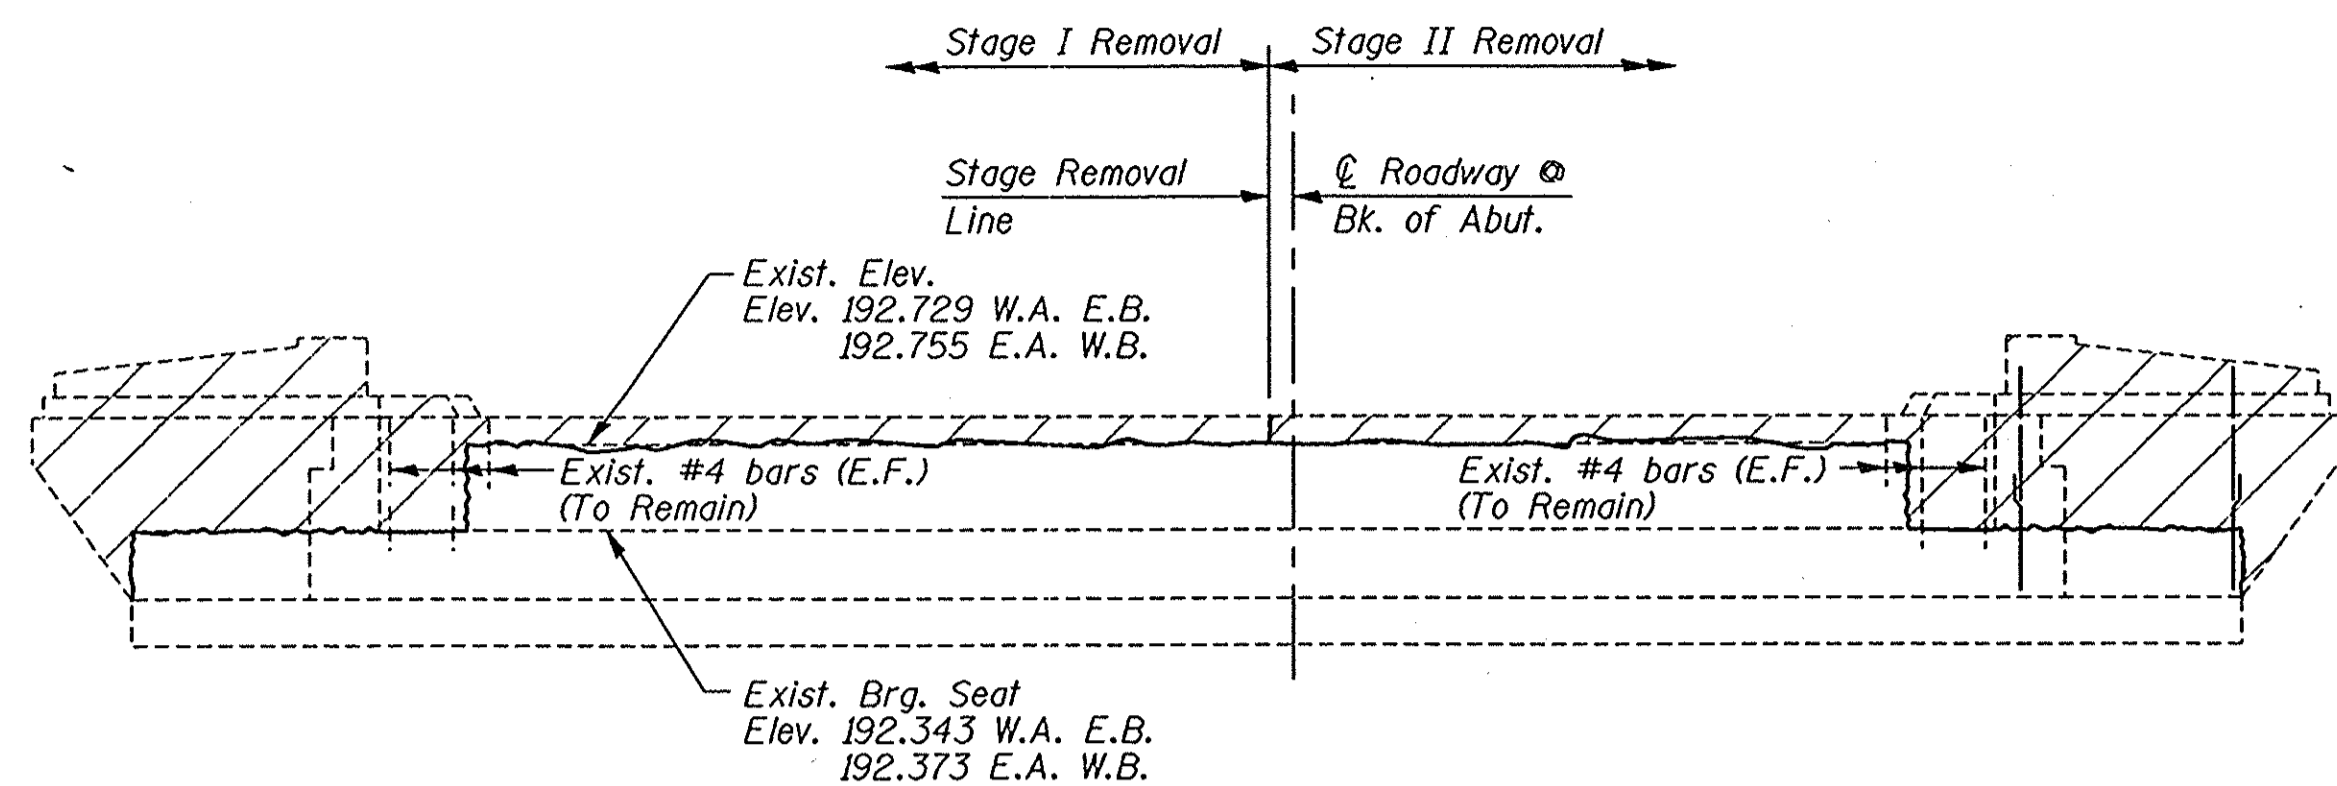 Stage I Removal
Stage II Removal
Stage Removal
Line
℄ Roadway @
Bk. of Abut.
Exist. Elev.
Elev. 192.729 W.A. E.B.
192.755 E.A. W.B.
Exist. #4 bars (E.F.)
(To Remain)
Exist. #4 bars (E.F.)
(To Remain)
Exist. Brg. Seat
Elev. 192.343 W.A. E.B.
192.373 E.A. W.B.